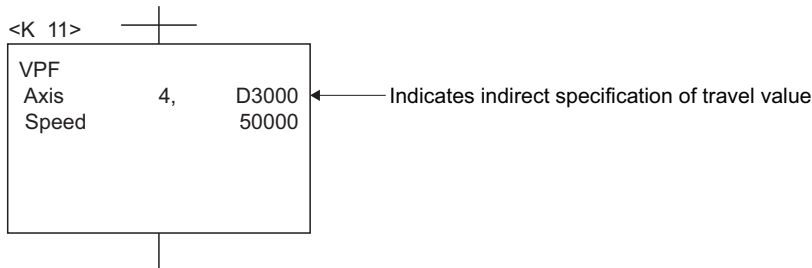 <K 11>
VPF
Axis 4, D3000
Indicates indirect specification of travel value
Speed 50000